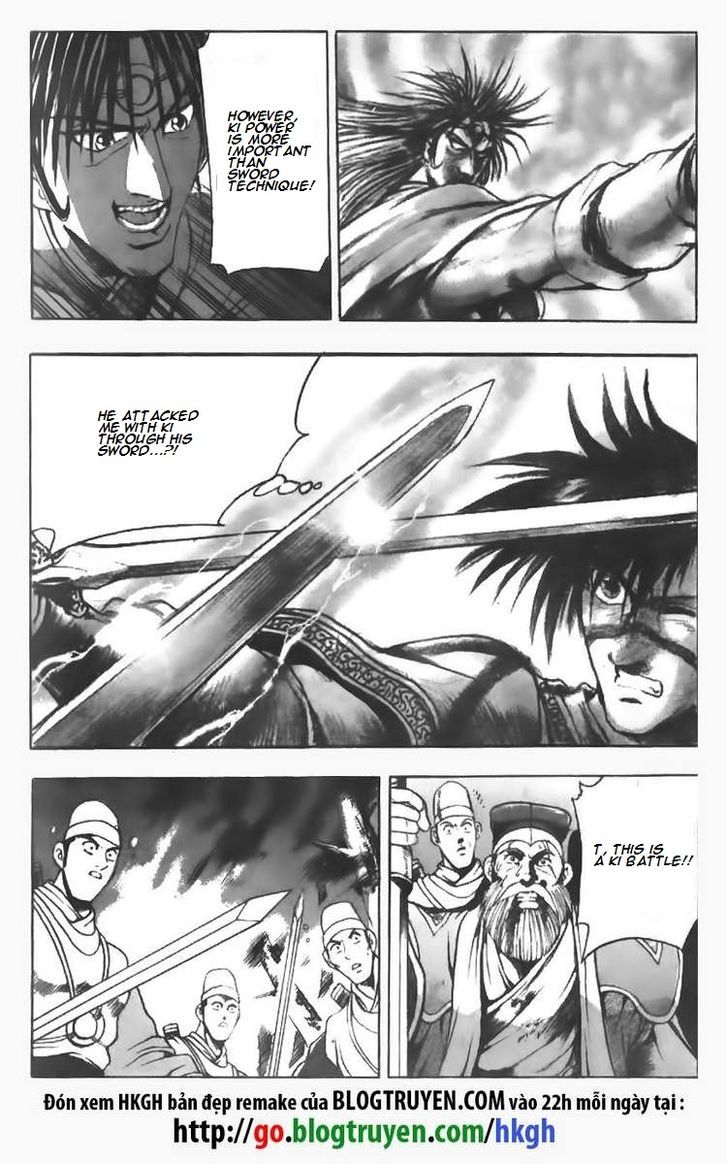 HOWEVER,
KI POWER
IS MORE
IMPORTANT
THAN
SWORD
TECHNIQUE!
HE ATTACKED
ME WITH KI
THROUGH HIS
SWORD...?!
T, THIS IS
A KI BATTLE!!
Đón xem HKGH bản đẹp remake của BLOGTRUYEN.COM vào 22h mỗi ngày tại :
http://go.blogtruyen.com/hkgh